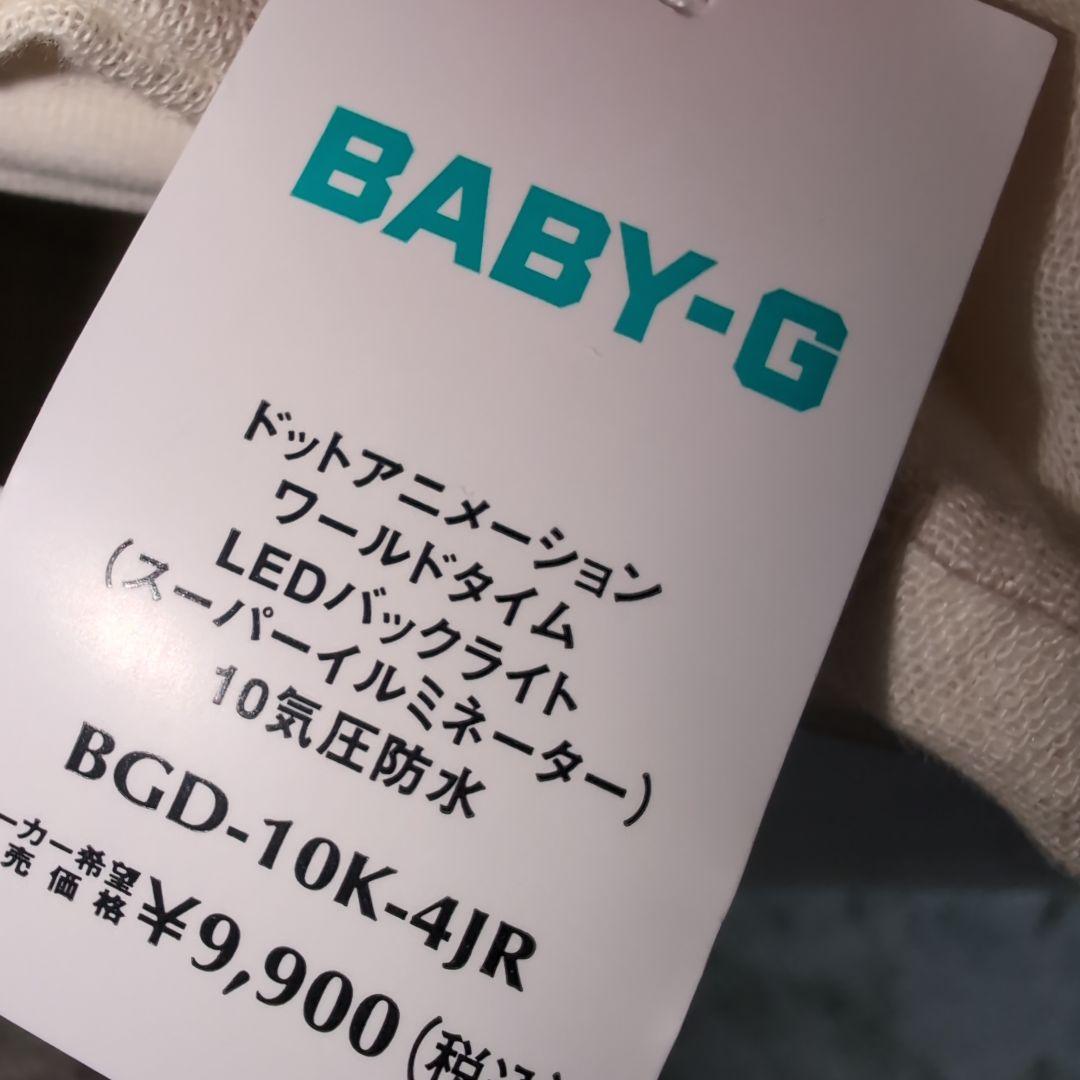 BABY-G
ドットアニメーション
ワールドタイム
LEDバックライト
(スーパーイルミネーター)
10気圧防水
BGD-10K-4JR
ーカー希望
売価格
¥9,900(税込)